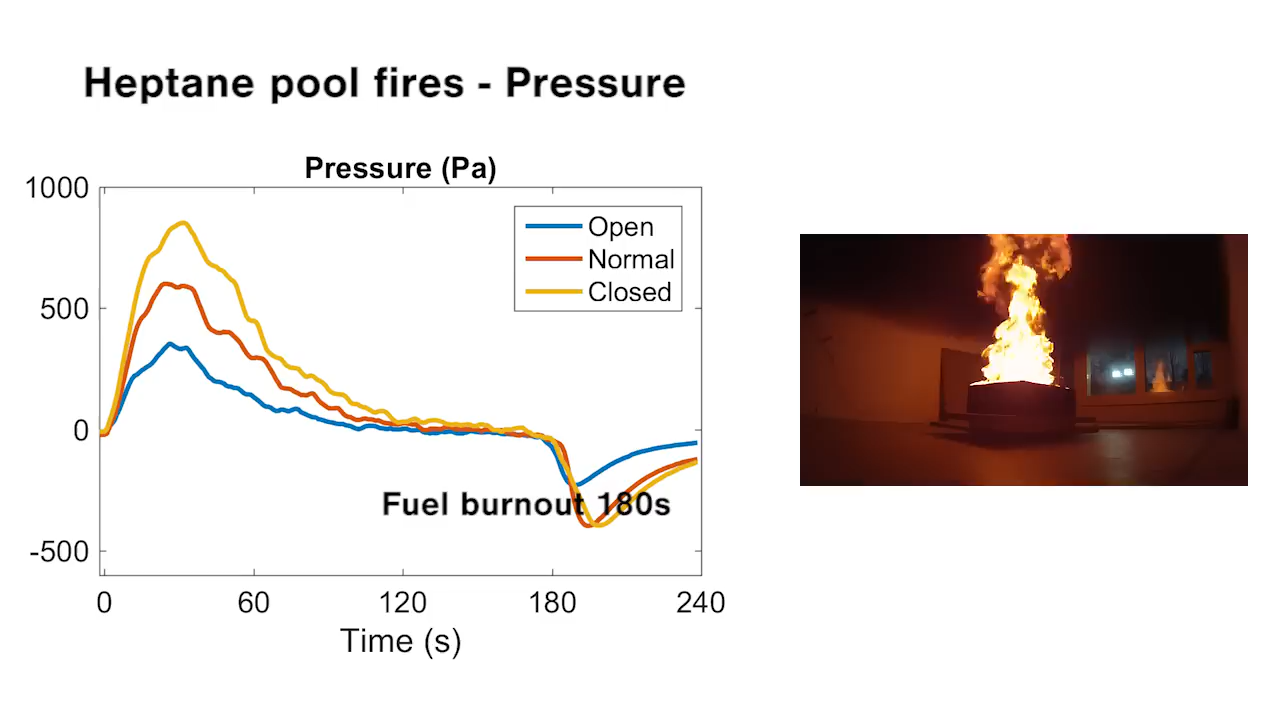 Heptane pool fires - Pressure
Pressure (Pa)
1000
500
0
-500
Open
Normal
Closed
Fuel burnout 180s
0 60 120 180 240
Time (s)